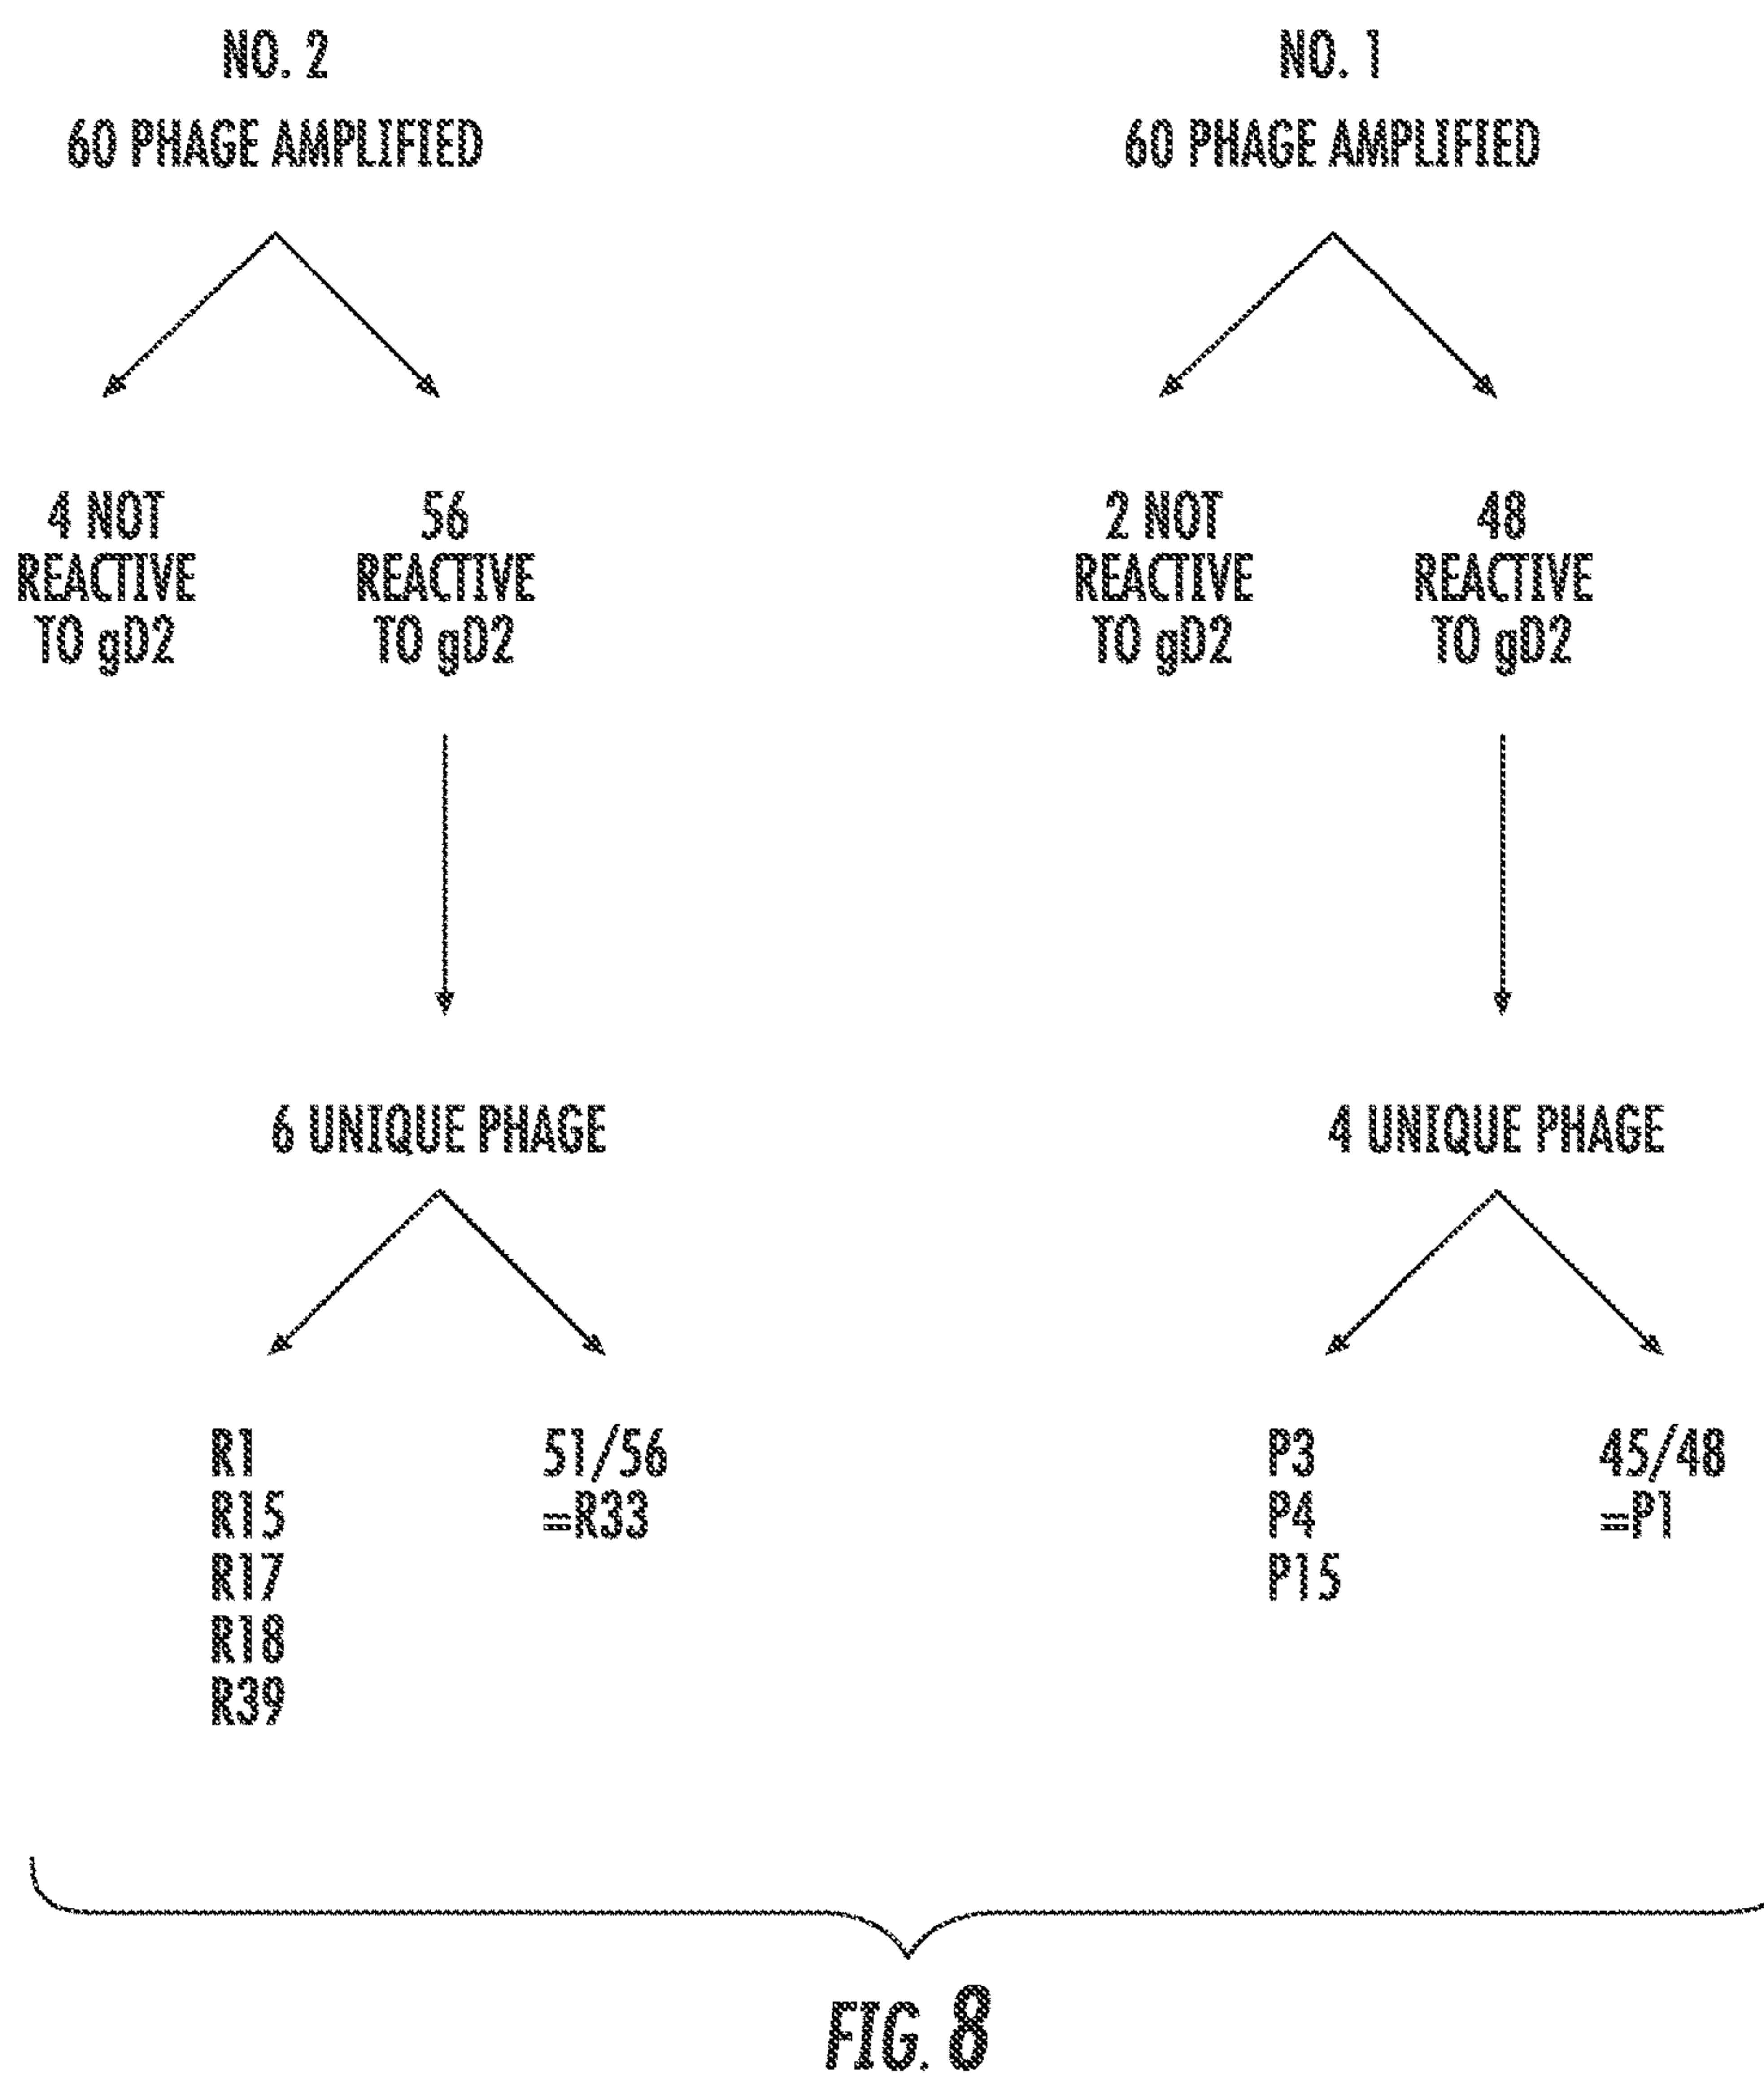 NO. 2
60 PHAGE AMPLIFIED
4 NOT
REACTIVE
TO gD2
56
REACTIVE
TO gD2
6 UNIQUE PHAGE
R1
R15
R17
R18
R39
51/56
=R33
NO. 1
60 PHAGE AMPLIFIED
2 NOT
REACTIVE
TO gD2
48
REACTIVE
TO gD2
4 UNIQUE PHAGE
P3
P4
P15
45/48
=P1
FIG. 8